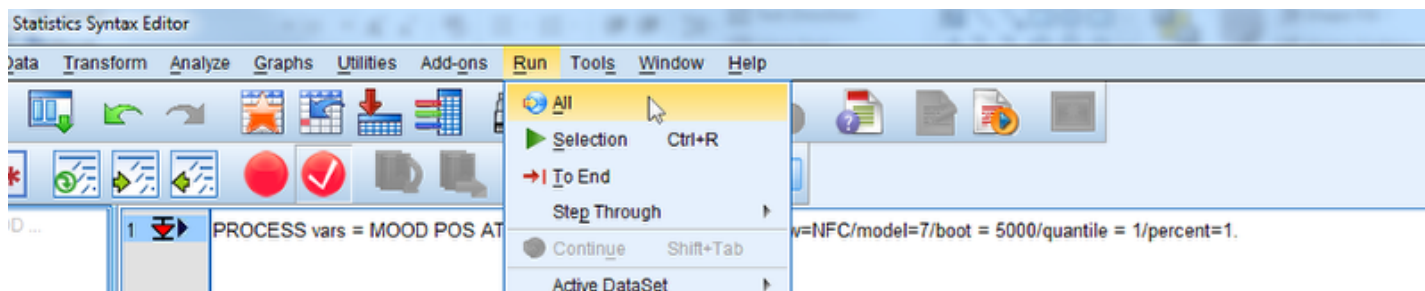 Statistics Syntax Editor
Data Transform Analyze Graphs Utilities Add-ons Run Tools Window Help
All
Selection Ctrl+R
To End
Step Through
1 PROCESS vars = MOOD POS AT w=NFC/model=7/boot = 5000/quantile = 1/percent=1.
Continue Shift+Tab
Active DataSet